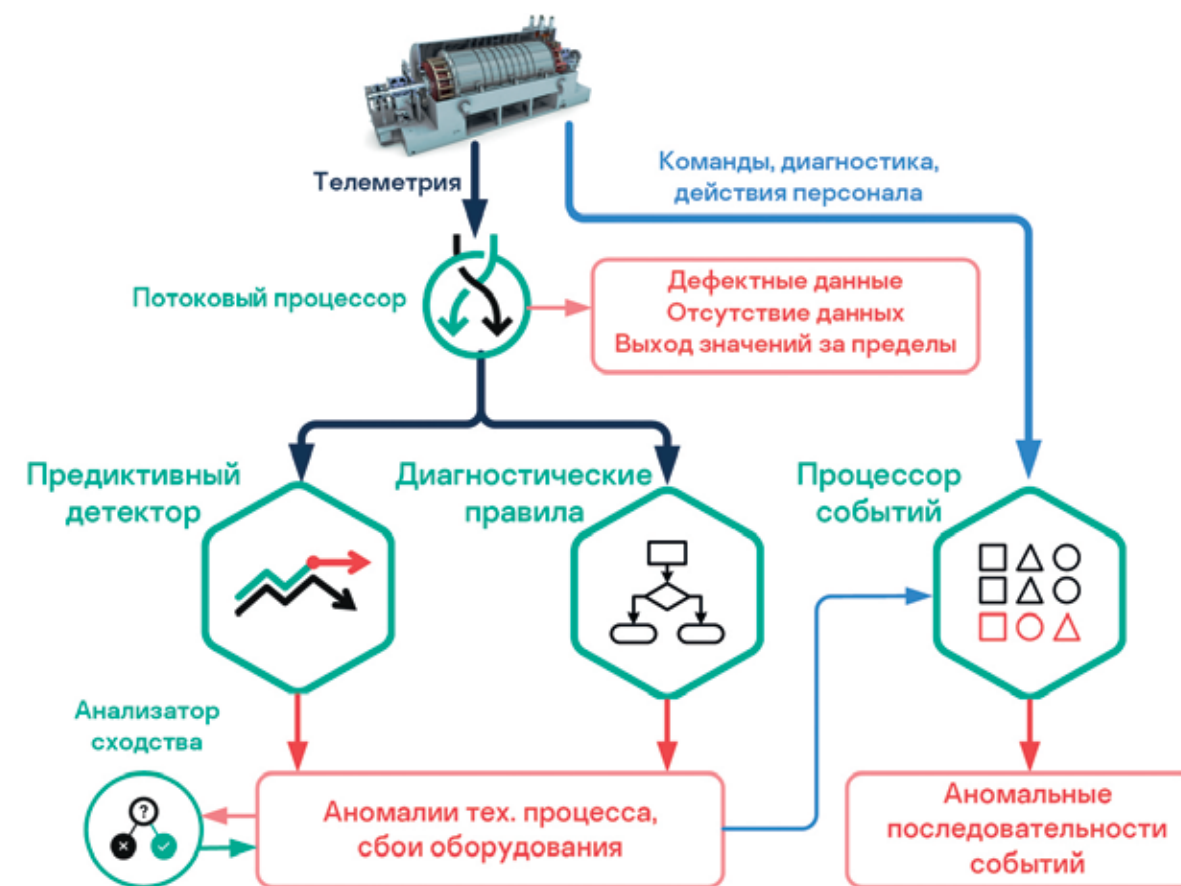 Телеметрия
Команды, диагностика,
действия персонала
Потоковый процессор
Дефектные данные
Отсутствие данных
Выход значений за пределы
Предиктивный
детектор
Диагностические
правила
Процессор
событий
Анализатор
сходства
?
Аномалии тех. процесса,
сбои оборудования
Аномальные
последовательности
событий